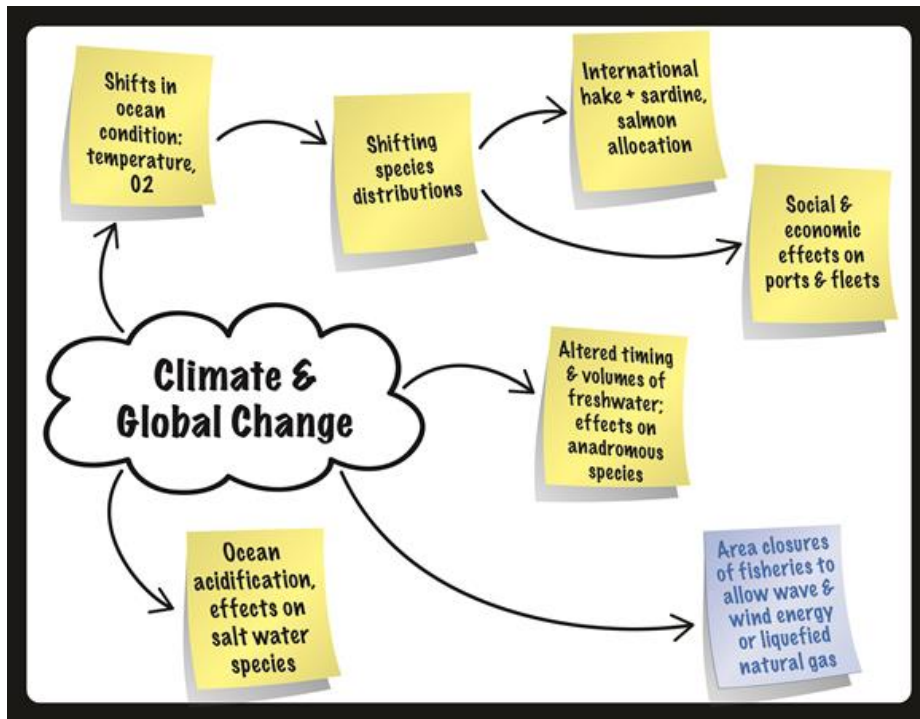 Shifts in
ocean
condition:
temperature,
O2
Shifting
species
distributions
International
hake + sardine,
salmon
allocation
Social &
economic
effects on
ports & fleets
Climate &
Global Change
Altered timing
& volumes of
freshwater;
effects on
anadromous
species
Ocean
acidification,
effects on
salt water
species
Area closures
of fisheries to
allow wave &
wind energy
or liquefied
natural gas